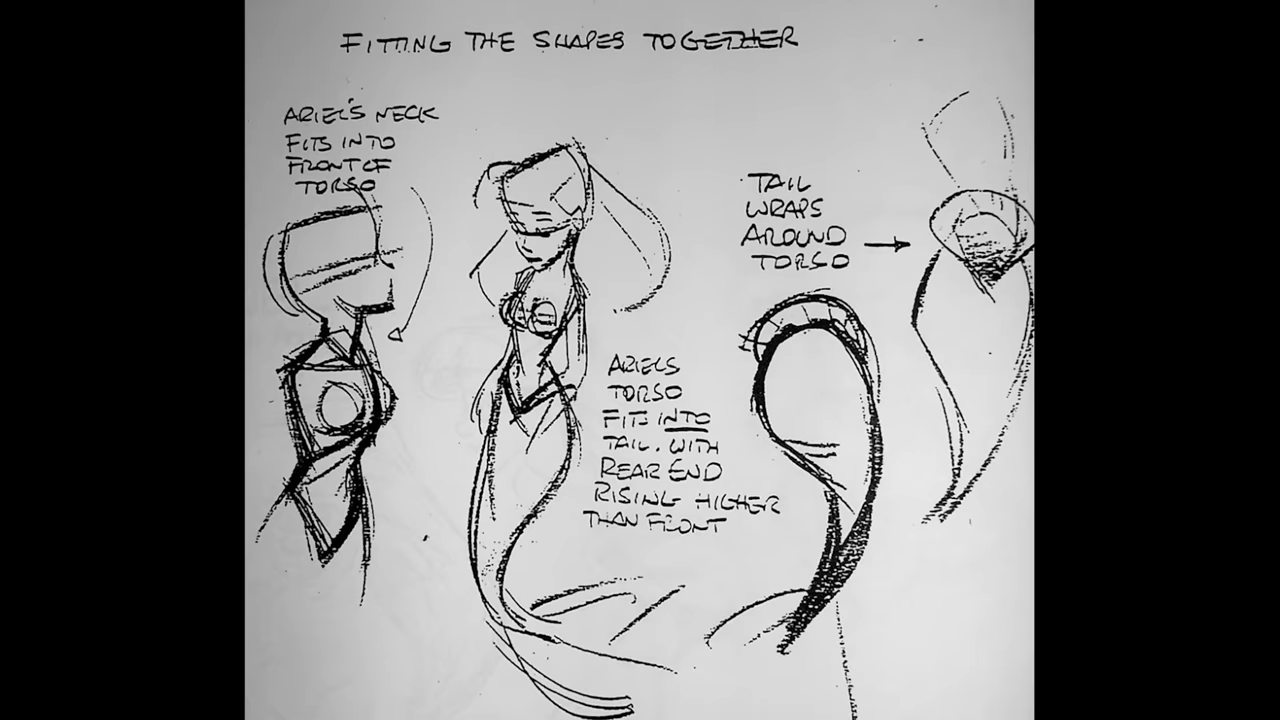 FITTING THE SHAPES TOGETHER
ARIEL'S NECK
FITS INTO
FRONT OF
TORSO
TAIL
WRAPS
AROUND
TORSO
ARIELS
TORSO
FITS INTO
TAIL. WITH
REAR END
RISING HIGHER
THAN FRONT